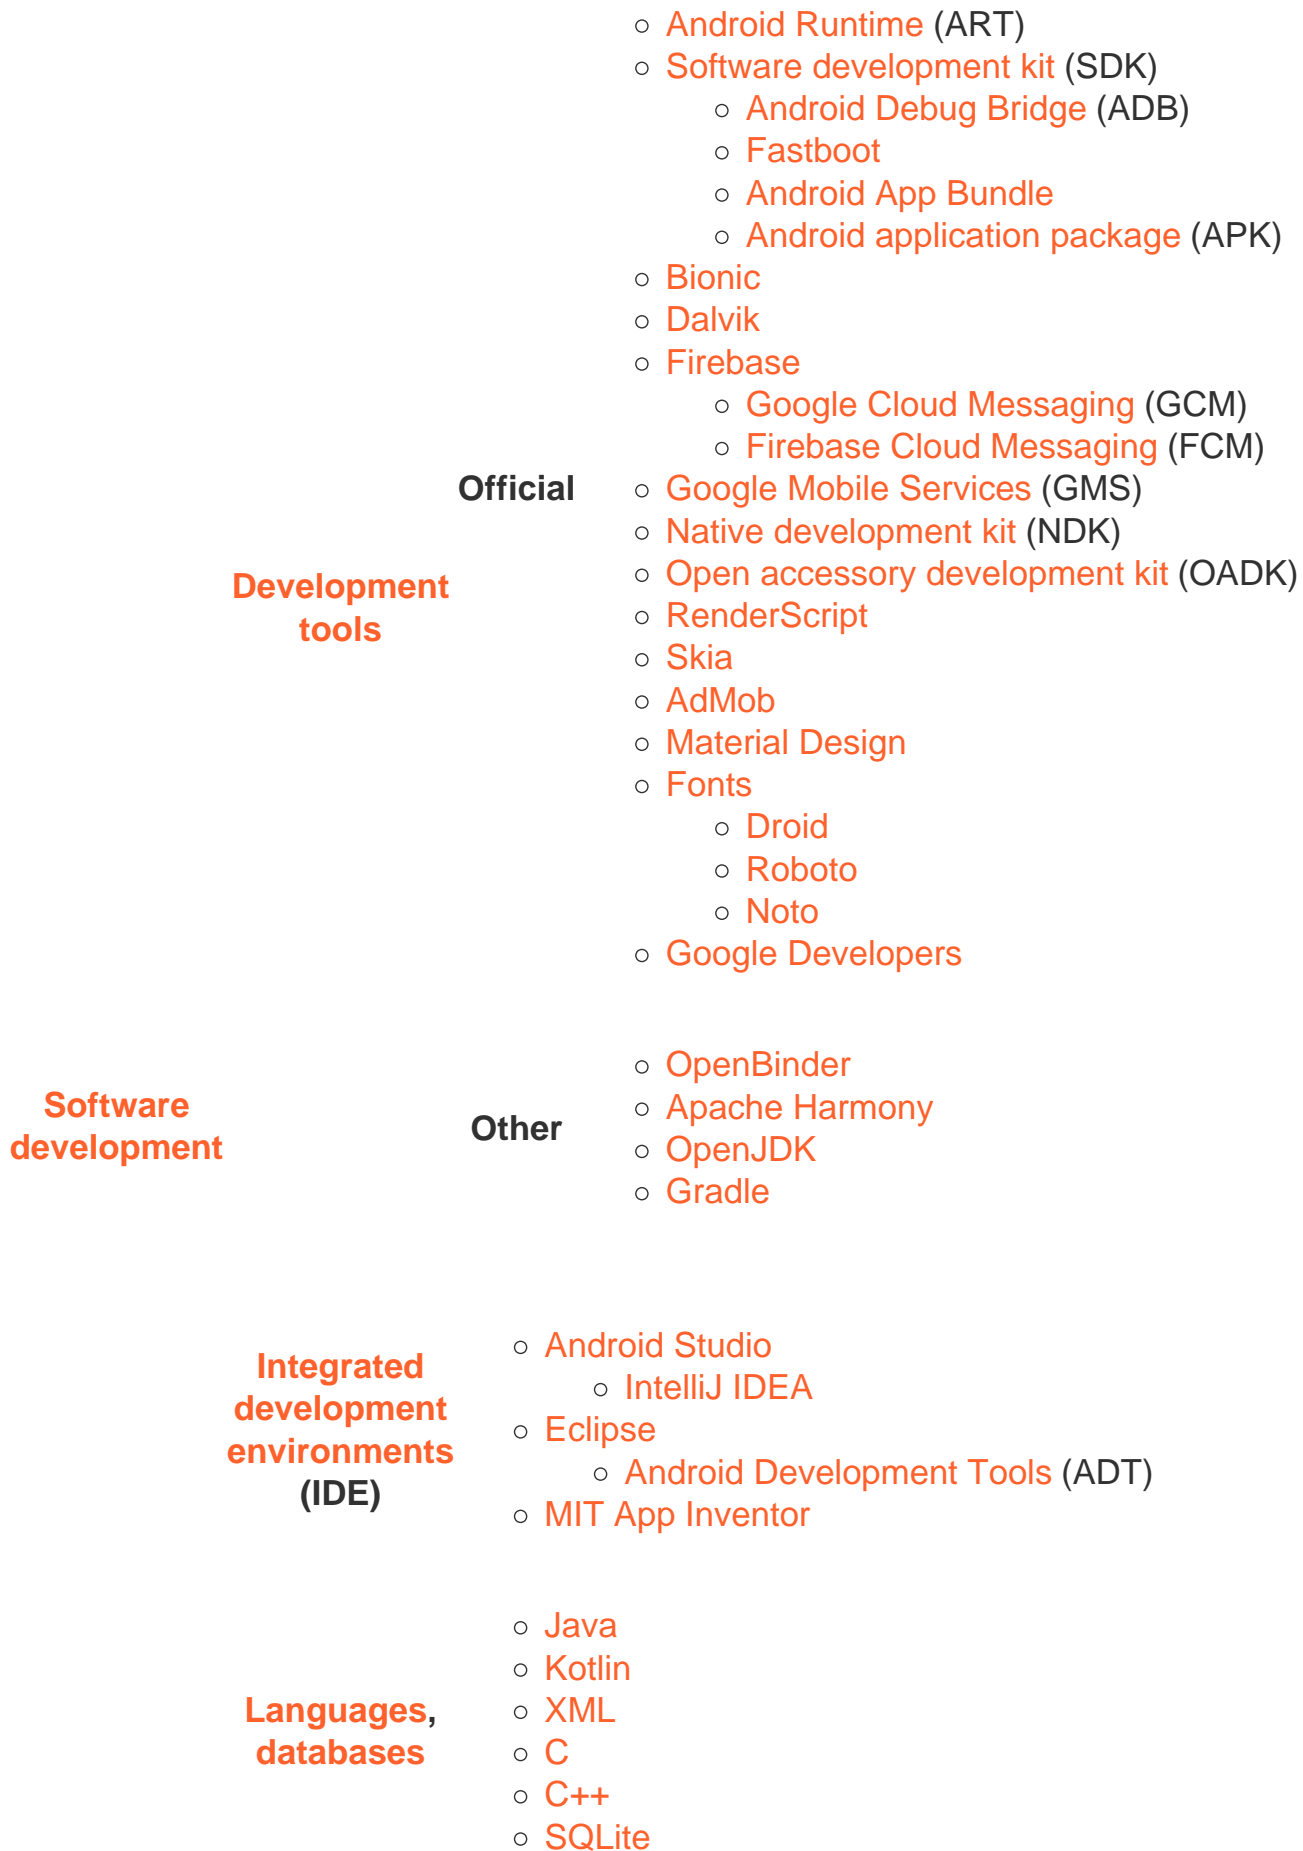 Software
development
Development
tools
Official
○ Android Runtime (ART)
○ Software development kit (SDK)
○ Android Debug Bridge (ADB)
○ Fastboot
○ Android App Bundle
○ Android application package (APK)
○ Bionic
○ Dalvik
○ Firebase
○ Google Cloud Messaging (GCM)
○ Firebase Cloud Messaging (FCM)
○ Google Mobile Services (GMS)
○ Native development kit (NDK)
○ Open accessory development kit (OADK)
○ RenderScript
○ Skia
○ AdMob
○ Material Design
○ Fonts
○ Droid
○ Roboto
○ Noto
○ Google Developers
Other
○ OpenBinder
○ Apache Harmony
○ OpenJDK
○ Gradle
Integrated
development
environments
(IDE)
○ Android Studio
○ IntelliJ IDEA
○ Eclipse
○ Android Development Tools (ADT)
○ MIT App Inventor
Languages,
databases
○ Java
○ Kotlin
○ XML
○ C
○ C++
○ SQLite